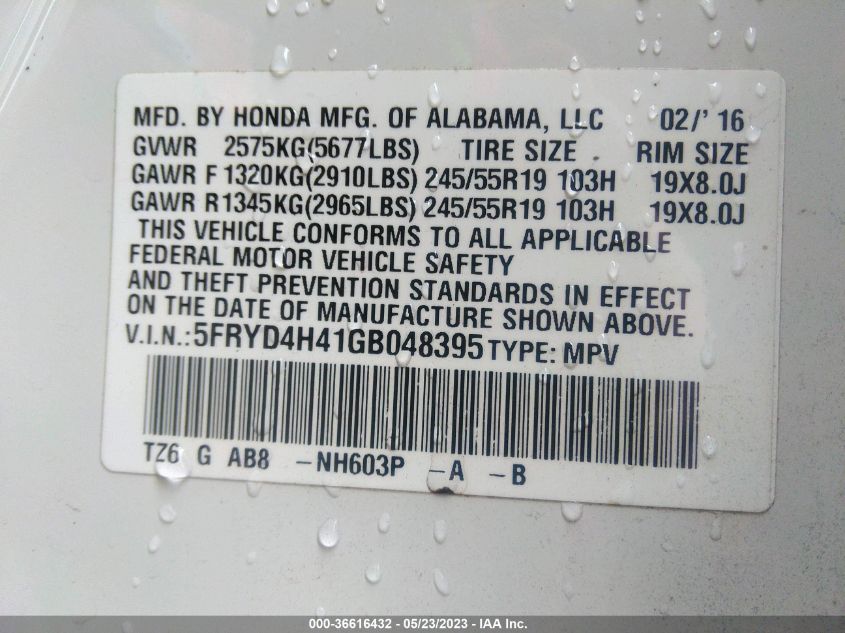 MFD. BY HONDA MFG. OF ALABAMA, LLC 02/' 16
GVWR 2575KG(5677LBS) TIRE SIZE RIM SIZE
GAWR F 1320KG(2910LBS) 245/55R19 103H 19X8.0J
GAWR R1345KG(2965LBS) 245/55R19 103H 19X8.0J
THIS VEHICLE CONFORMS TO ALL APPLICABLE
FEDERAL MOTOR VEHICLE SAFETY
AND THEFT PREVENTION STANDARDS IN EFFECT
ON THE DATE OF MANUFACTURE SHOWN ABOVE.
V.I.N.:5FRYD4H41GB048395 TYPE: MPV
TZ6 G AB8 -NH603P -A -B
000-36616432 - 05/23/2023 - IAA Inc.